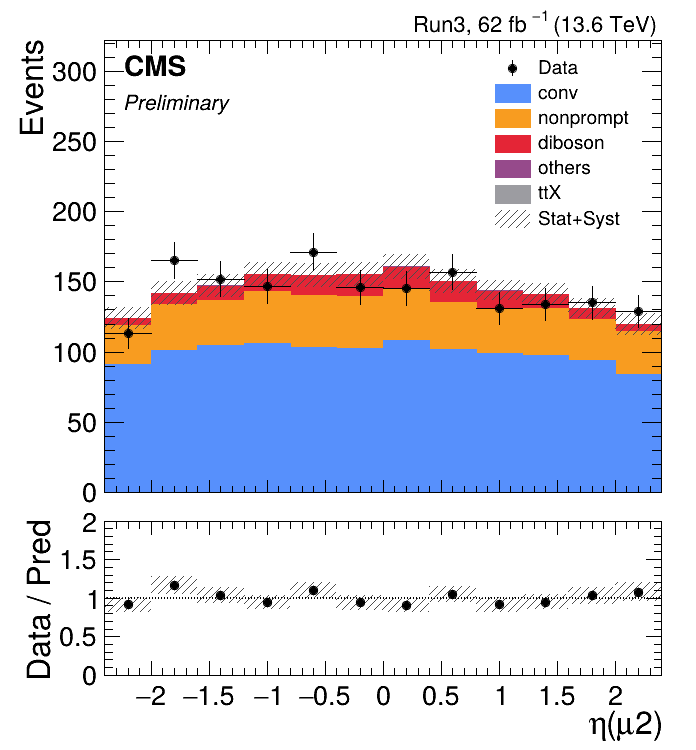 Run3, 62 fb⁻¹ (13.6 TeV)
CMS
Preliminary
Events
300
250
200
150
100
50
0
Data
conv
nonprompt
diboson
others
ttX
Stat+Syst
Data / Pred
2
1.5
1
0.5
0
−2 −1.5 −1 −0.5 0 0.5 1 1.5 2
η(μ2)